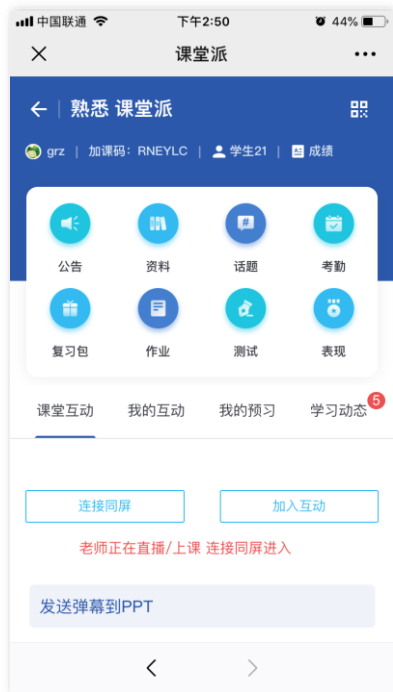 中国联通 下午2:50 44%
课堂派
熟悉 课堂派
grz | 加课码：RNEYLC | 学生21 | 成绩
公告 资料 话题 考勤
复习包 作业 测试 表现
课堂互动 我的互动 我的预习 学习动态 5
连接同屏 加入互动
老师正在直播/上课 连接同屏进入
发送弹幕到PPT